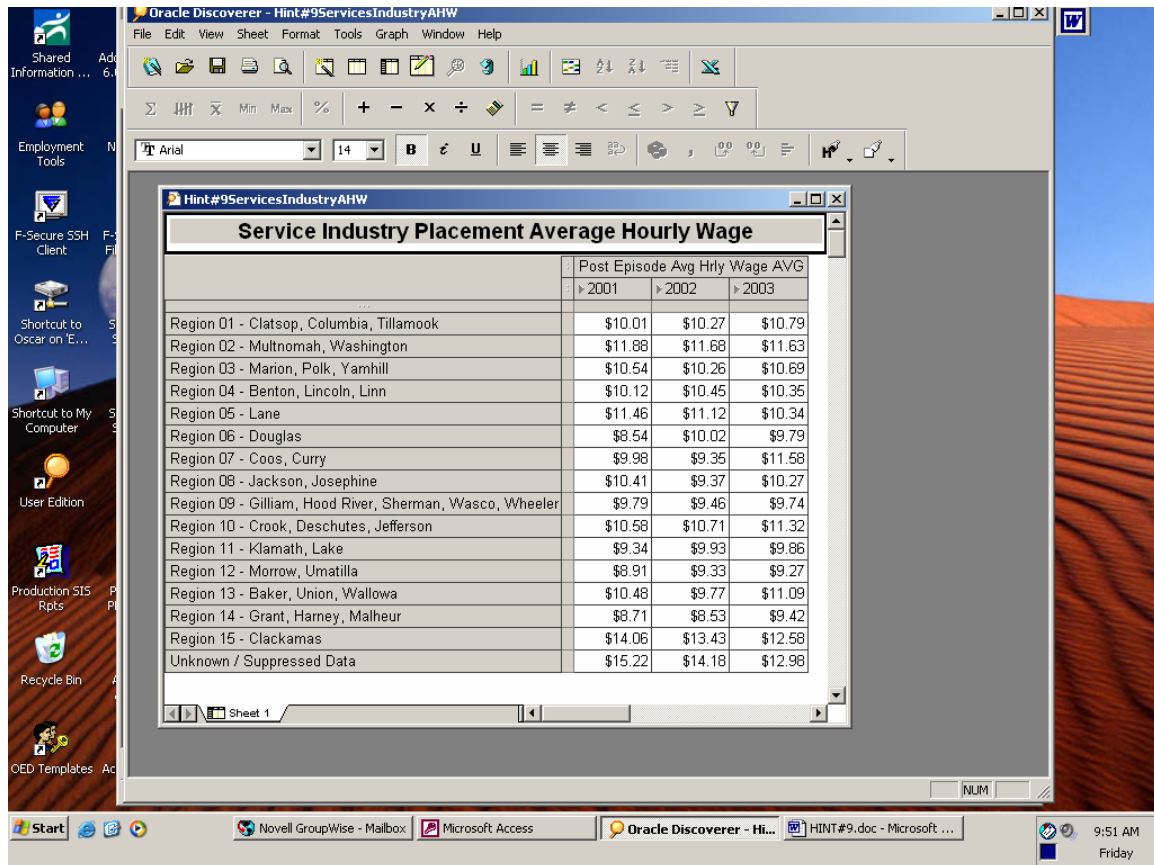 Oracle Discoverer - Hint#9ServicesIndustryAHW
File Edit View Sheet Format Tools Graph Window Help
Σ x Min Max % + - × ÷ = ≠ < ≤ > ≥
Arial 14 B i U
Hint#9ServicesIndustryAHW
Service Industry Placement Average Hourly Wage
Post Episode Avg Hrly Wage AVG
2001 2002 2003
Region 01 - Clatsop, Columbia, Tillamook $10.01 $10.27 $10.79
Region 02 - Multnomah, Washington $11.88 $11.68 $11.63
Region 03 - Marion, Polk, Yamhill $10.54 $10.26 $10.69
Region 04 - Benton, Lincoln, Linn $10.12 $10.45 $10.35
Region 05 - Lane $11.46 $11.12 $10.34
Region 06 - Douglas $8.54 $10.02 $9.79
Region 07 - Coos, Curry $9.98 $9.35 $11.58
Region 08 - Jackson, Josephine $10.41 $9.37 $10.27
Region 09 - Gilliam, Hood River, Sherman, Wasco, Wheeler $9.79 $9.46 $9.74
Region 10 - Crook, Deschutes, Jefferson $10.58 $10.71 $11.32
Region 11 - Klamath, Lake $9.34 $9.93 $9.86
Region 12 - Morrow, Umatilla $8.91 $9.33 $9.27
Region 13 - Baker, Union, Wallowa $10.48 $9.77 $11.09
Region 14 - Grant, Harney, Malheur $8.71 $8.53 $9.42
Region 15 - Clackamas $14.06 $13.43 $12.58
Unknown / Suppressed Data $15.22 $14.18 $12.98
Sheet 1
NUM
Shared
Information ...
Employment
Tools
F-Secure SSH
Client
Shortcut to
Oscar on 'E...
Shortcut to My
Computer
User Edition
Production SIS
Rpts
Recycle Bin
OED Templates
Start
Novell GroupWise - Mailbox
Microsoft Access
Oracle Discoverer - Hi...
HINT#9.doc - Microsoft ...
9:51 AM
Friday